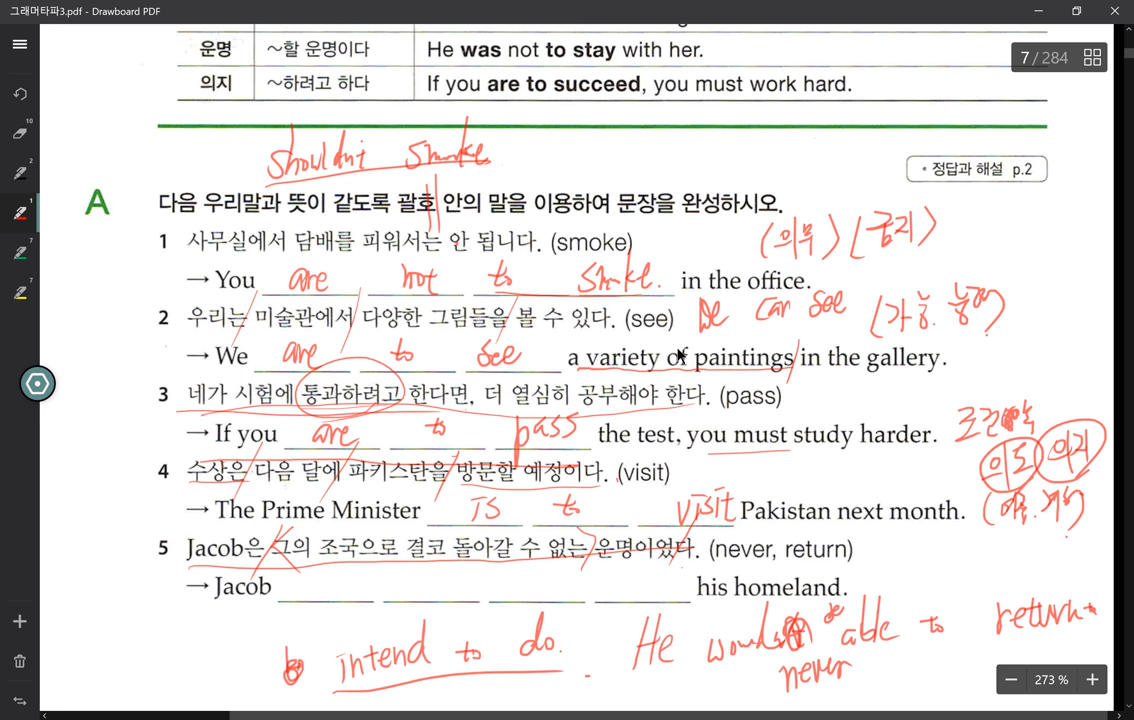 그래머타파3.pdf - Drawboard PDF
7 / 284
운명 ~할 운명이다 He was not to stay with her.
의지 ~하려고 하다 If you are to succeed, you must work hard.
shouldn't smoke
• 정답과 해설 p.2
A 다음 우리말과 뜻이 같도록 괄호 안의 말을 이용하여 문장을 완성하시오.
1 사무실에서 담배를 피워서는 안 됩니다. (smoke) (의무) (금지)
→ You are not to smoke. in the office.
2 우리는 미술관에서 다양한 그림들을 볼 수 있다. (see) can see (가능.
→ We are to see a variety of paintings in the gallery.
3 네가 시험에 통과하려고 한다면, 더 열심히 공부해야 한다. (pass)
→ If you are to pass the test, you must study harder.
의도 의지
4 수상은 다음 달에 파키스탄을 방문할 예정이다. (visit)
→ The Prime Minister is to visit Pakistan next month.
5 Jacob은 그의 조국으로 결코 돌아갈 수 없는 운명이었다. (never, return)
→ Jacob his homeland.
intend to do. He would never be able to return
10
2
1
7
7
273 %